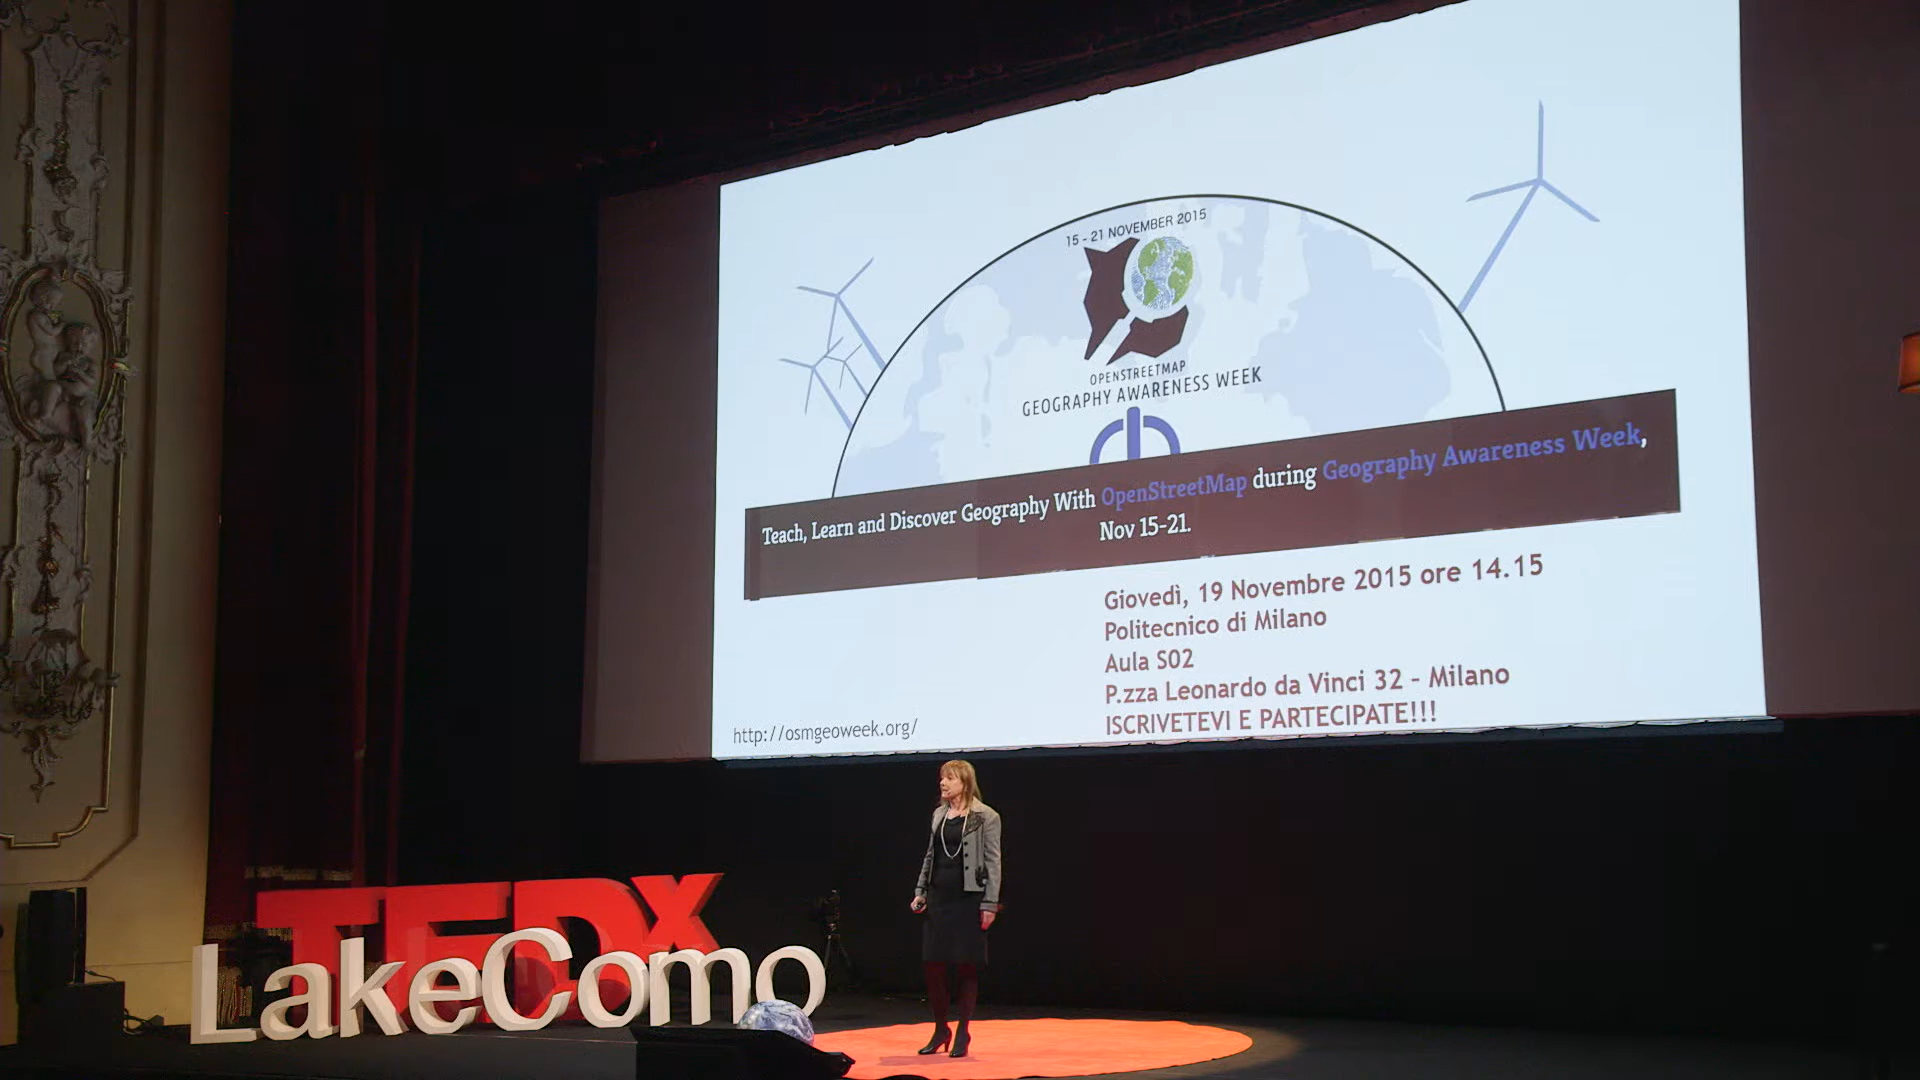 15 - 21 NOVEMBER 2015
OPENSTREETMAP
GEOGRAPHY AWARENESS WEEK
Teach, Learn and Discover Geography With OpenStreetMap during Geography Awareness Week,
Nov 15-21.
Giovedì, 19 Novembre 2015 ore 14.15
Politecnico di Milano
Aula S02
P.zza Leonardo da Vinci 32 - Milano
ISCRIVETEVI E PARTECIPATE!!!
http://osmgeoweek.org/
TEDx
LakeComo